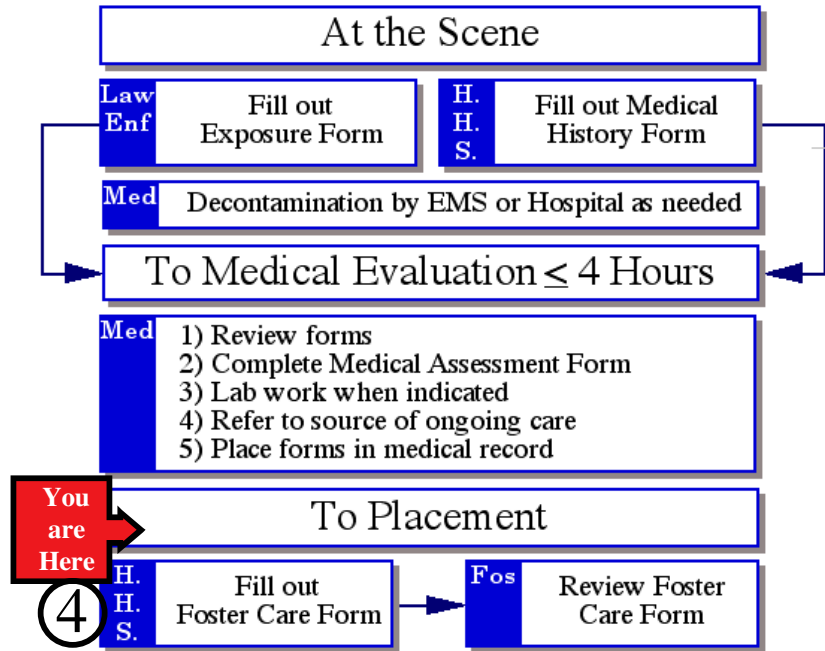 At the Scene
Law
Enf
Fill out
Exposure Form
H.
H.
S.
Fill out Medical
History Form
Med
Decontamination by EMS or Hospital as needed
To Medical Evaluation ≤ 4 Hours
Med
1) Review forms
2) Complete Medical Assessment Form
3) Lab work when indicated
4) Refer to source of ongoing care
5) Place forms in medical record
You
are
Here
To Placement
4
H.
H.
S.
Fill out
Foster Care Form
Fos
Review Foster
Care Form